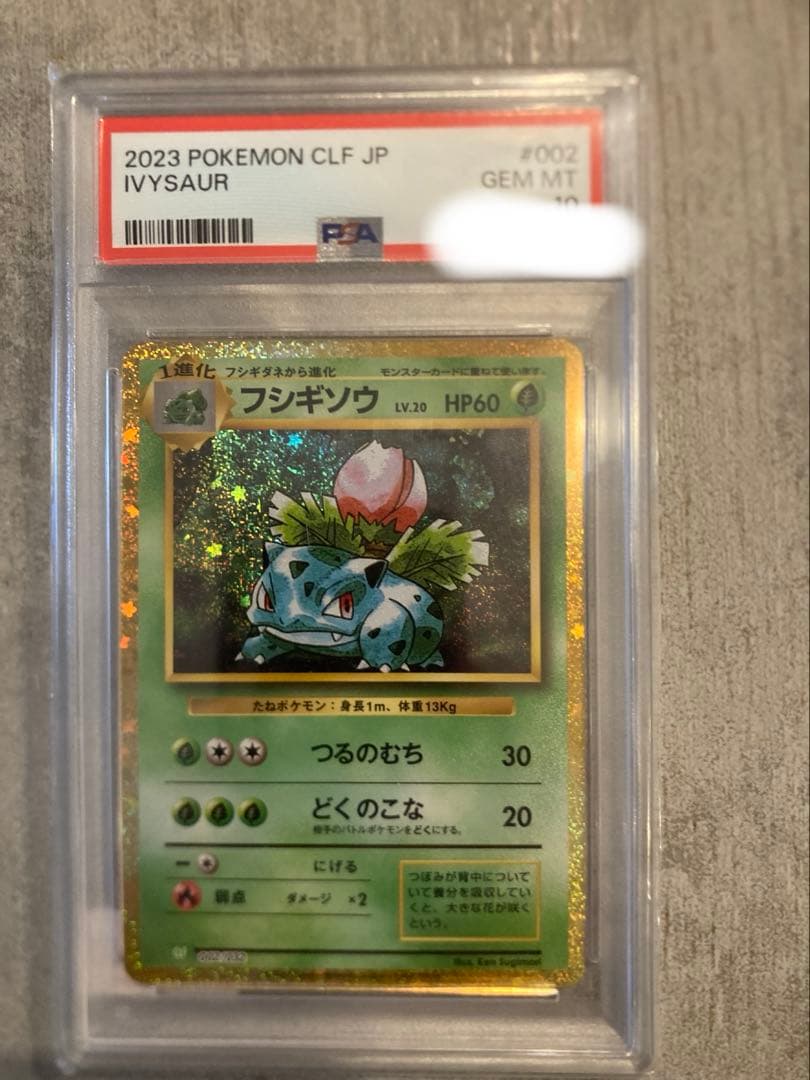 2023 POKEMON CLF JP
#002
IVYSAUR
GEM MT
10
PSA
1進化
フシギダネから進化
モンスターカードに重ねて使います。
フシギソウ LV.20 HP60
たねポケモン：身長1m、体重13Kg
つるのむち 30
どくのこな 20
相手のバトルポケモンをどくにする。
にげる
弱点 ダメージ ×2
つぼみが背中について
いて養分を吸収してい
くと、大きな花が咲く
という。
002/032
Illus. Ken Sugimori